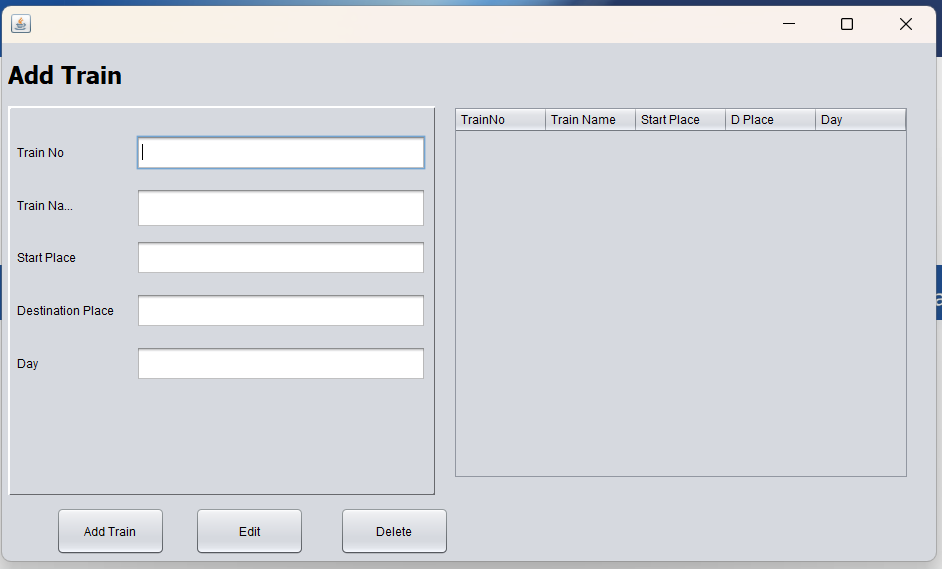 Add Train
Train No
Train Na...
Start Place
Destination Place
Day
TrainNo Train Name Start Place D Place Day
Add Train Edit Delete